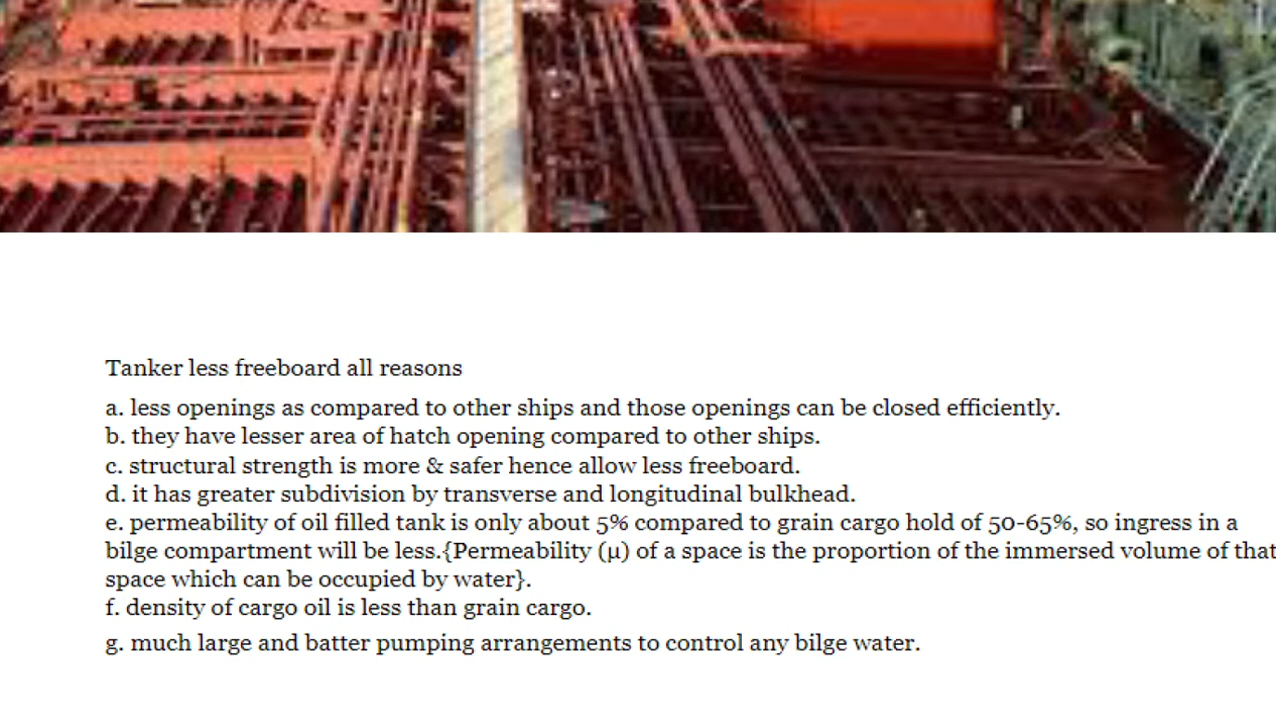 Tanker less freeboard all reasons
a. less openings as compared to other ships and those openings can be closed efficiently.
b. they have lesser area of hatch opening compared to other ships.
c. structural strength is more & safer hence allow less freeboard.
d. it has greater subdivision by transverse and longitudinal bulkhead.
e. permeability of oil filled tank is only about 5% compared to grain cargo hold of 50-65%, so ingress in a
bilge compartment will be less.{Permeability (μ) of a space is the proportion of the immersed volume of that
space which can be occupied by water}.
f. density of cargo oil is less than grain cargo.
g. much large and batter pumping arrangements to control any bilge water.